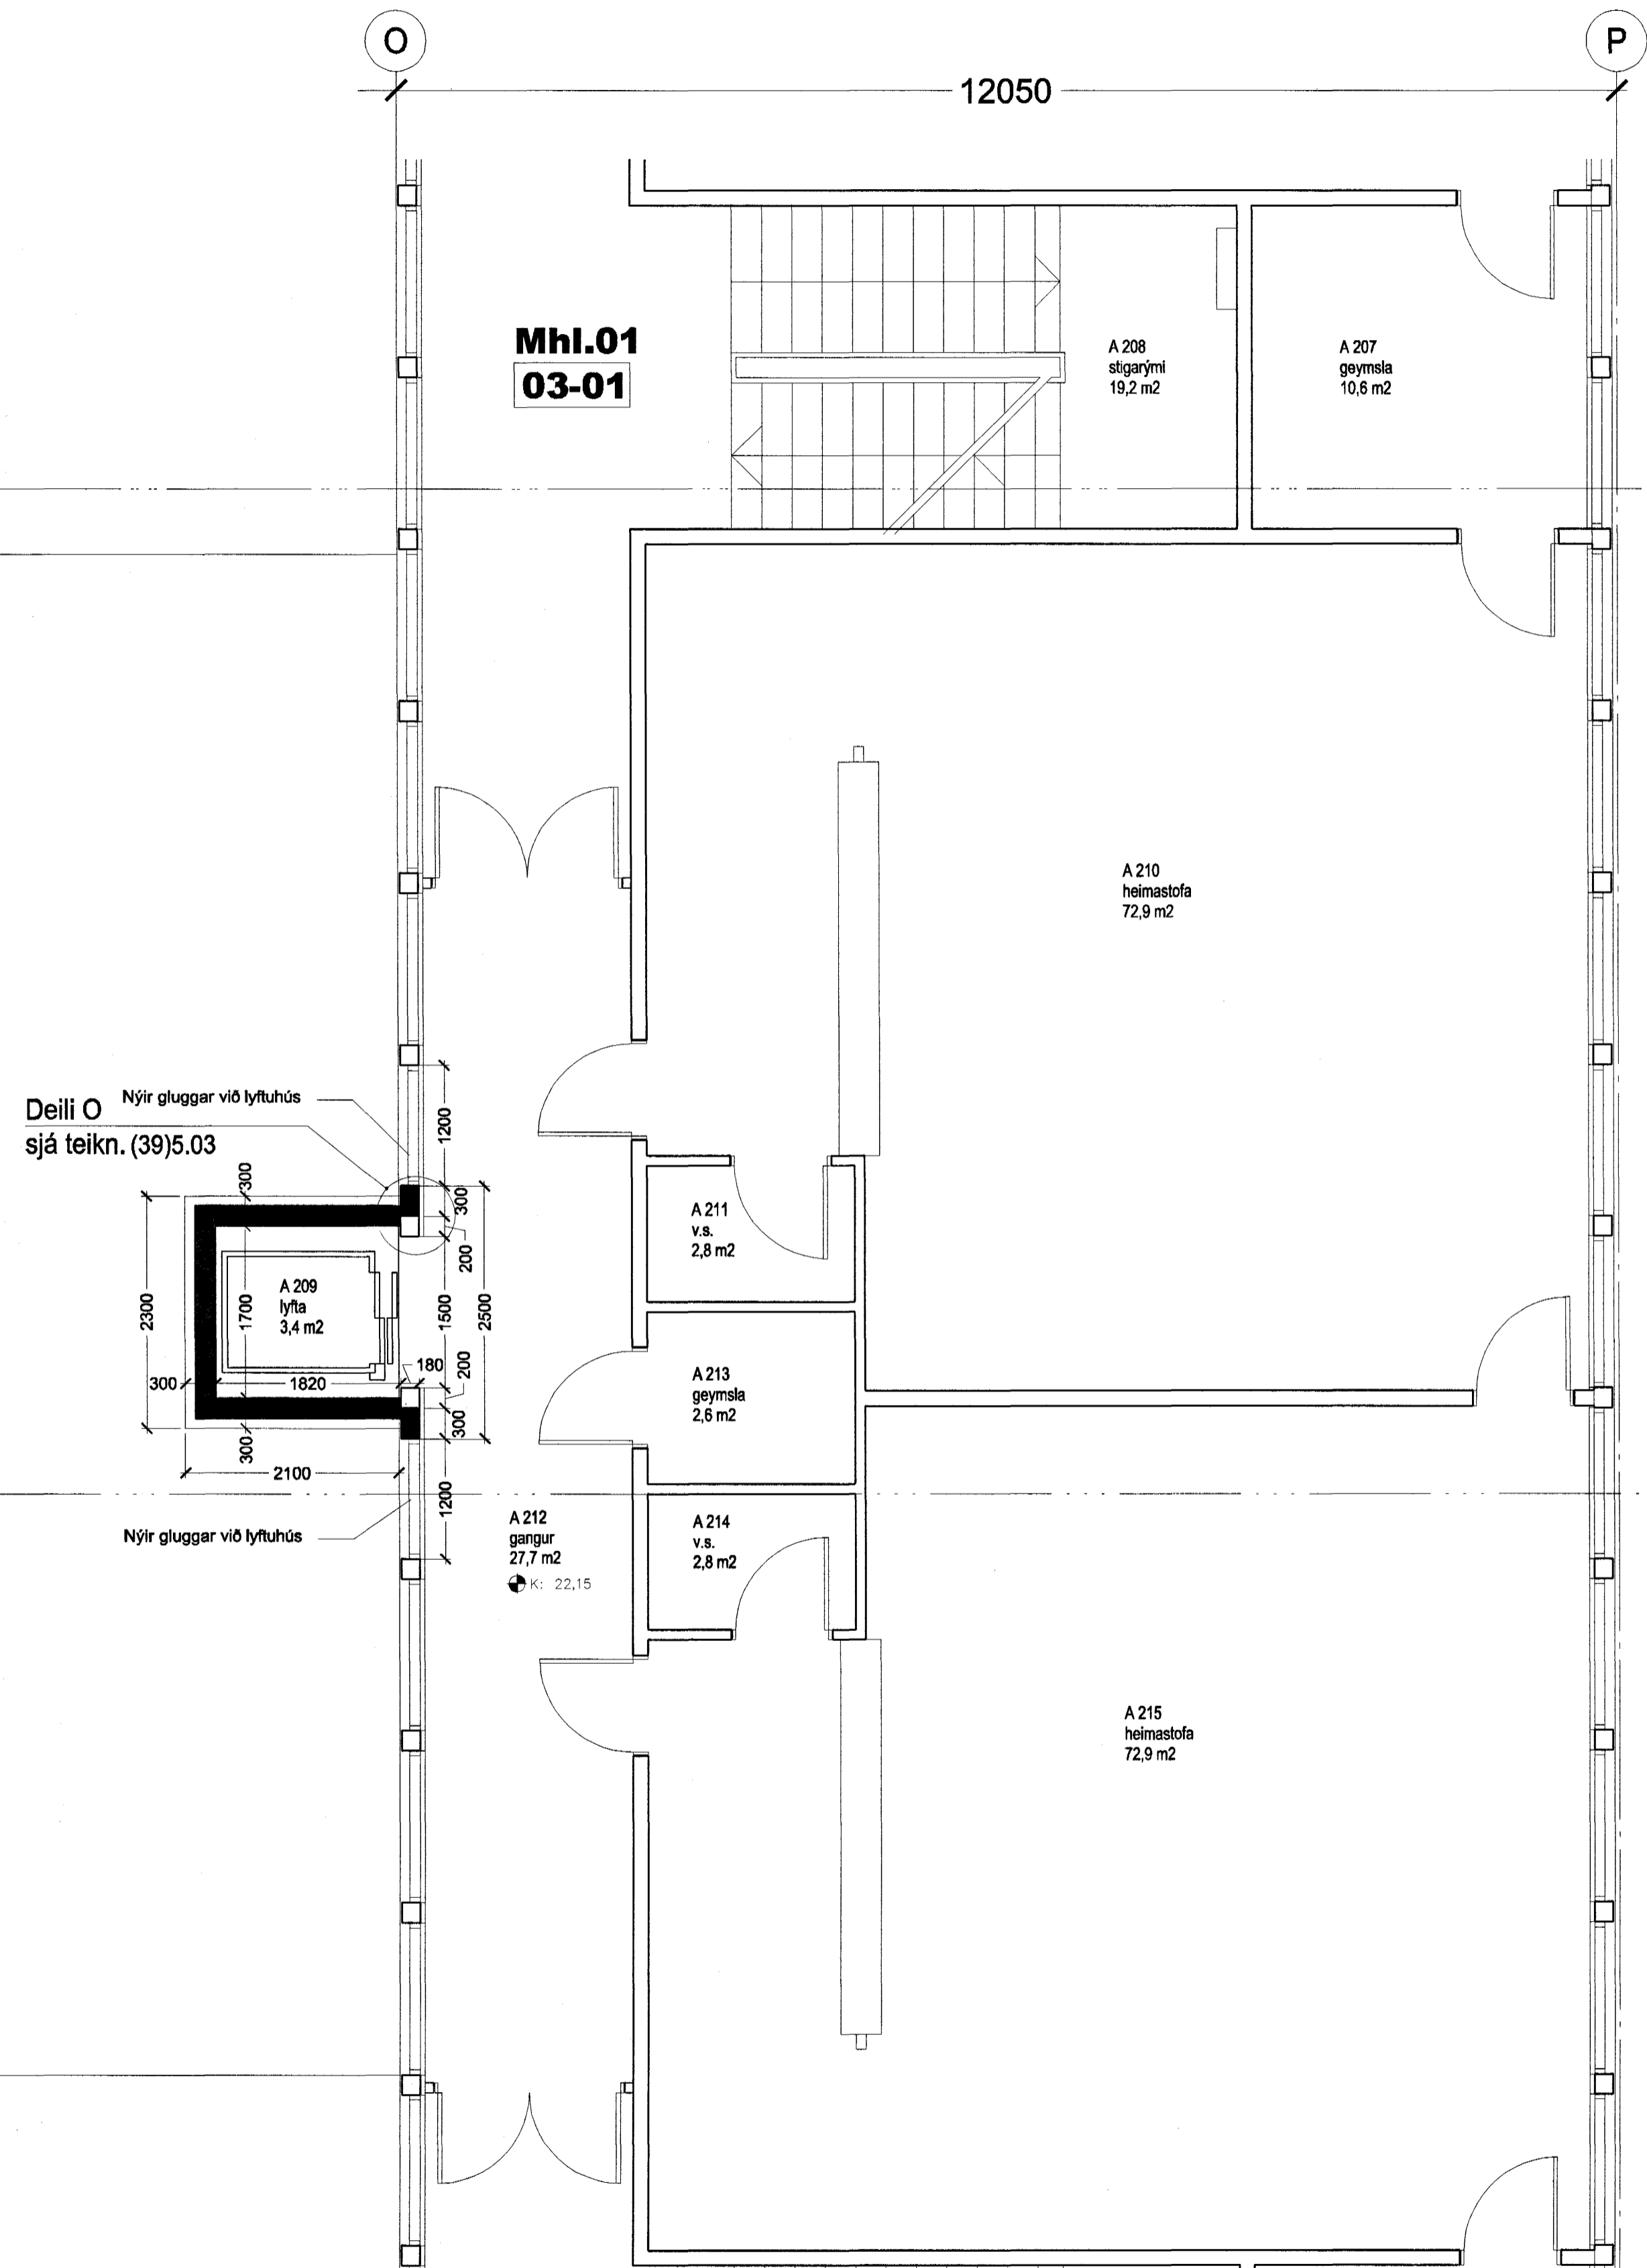 O
P
12050
Mhl.01
03-01
A 208
stigarými
19,2 m2
A 207
geymsla
10,6 m2
A 210
heimastofa
72,9 m2
Deili O
sjá teikn. (39)5.03
Nýir gluggar við lyftuhús
1200
300
300
200
A 211
v.s.
2,8 m2
A 209
lyfta
3,4 m2
2300
1700
1500
2500
180
200
300
1820
300
300
2100
1200
A 213
geymsla
2,6 m2
Nýir gluggar við lyftuhús
A 212
gangur
27,7 m2
K: 22,15
A 214
v.s.
2,8 m2
A 215
heimastofa
72,9 m2